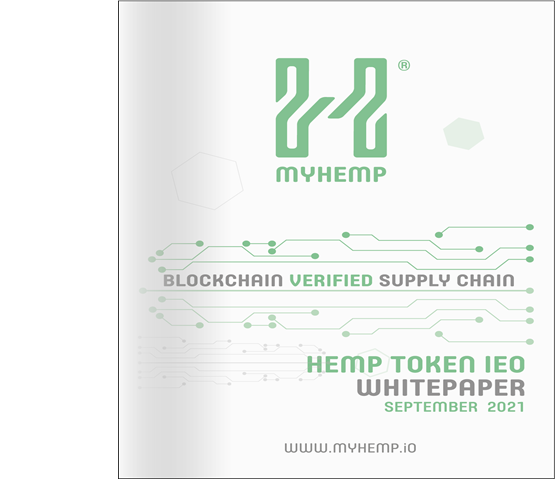 ®
MYHEMP
BLOCKCHAIN VERIFIED SUPPLY CHAIN
HEMP TOKEN IEO
WHITEPAPER
SEPTEMBER 2021
WWW.MYHEMP.iO